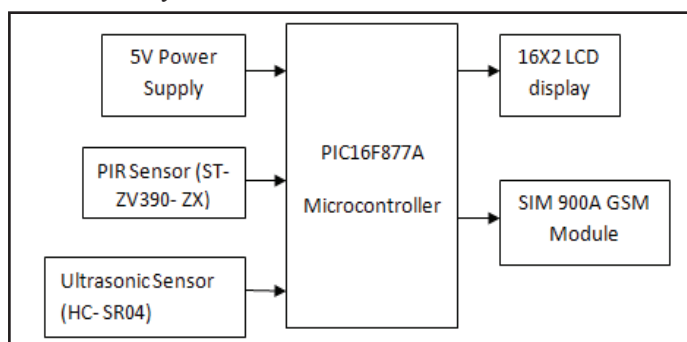 5V Power
Supply
PIR Sensor (ST-
ZV390- ZX)
Ultrasonic Sensor
(HC- SR04)
PIC16F877A
Microcontroller
16X2 LCD
display
SIM 900A GSM
Module